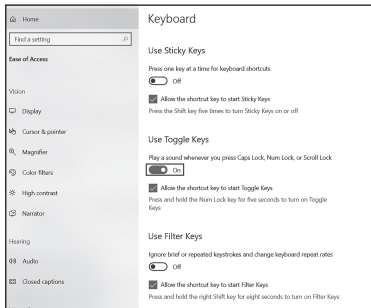 Home
Find a setting
Ease of Access
Vision
Display
Cursor & pointer
Magnifier
Color filters
High contrast
Narrator
Hearing
Audio
Closed captions
Keyboard
Use Sticky Keys
Press one key at a time for keyboard shortcuts
Off
Allow the shortcut key to start Sticky Keys
Press the Shift key five times to turn Sticky Keys on or off
Use Toggle Keys
Play a sound whenever you press Caps Lock, Num Lock, or Scroll Lock
On
Allow the shortcut key to start Toggle Keys
Press and hold the Num Lock key for five seconds to turn on Toggle
Keys
Use Filter Keys
Ignore brief or repeated keystrokes and change keyboard repeat rates
Off
Allow the shortcut key to start Filter Keys
Press and hold the right Shift key for eight seconds to turn on Filter Keys